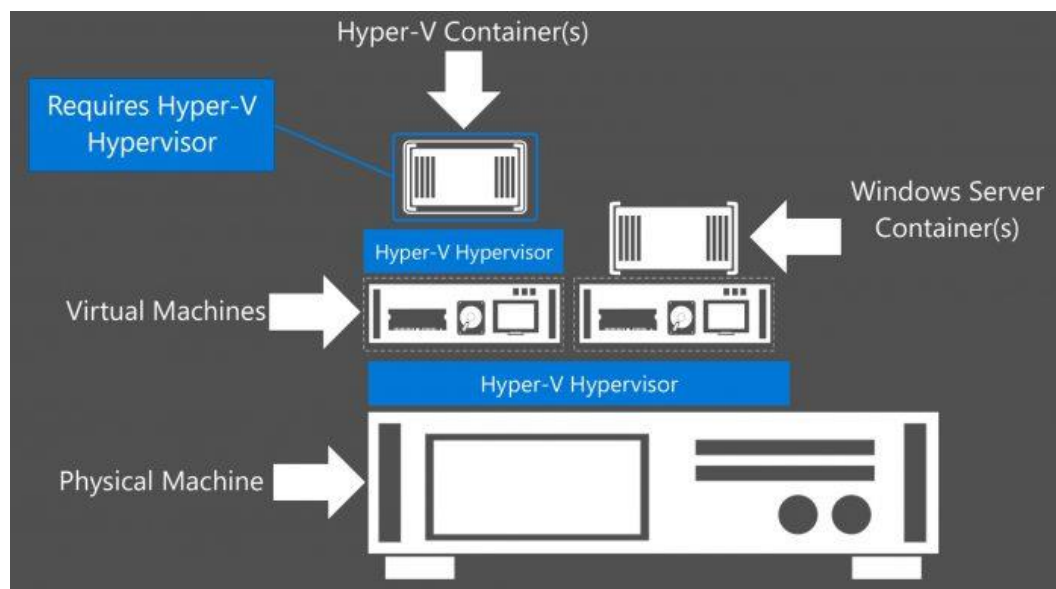 Hyper-V Container(s)
Requires Hyper-V
Hypervisor
Windows Server
Container(s)
Hyper-V Hypervisor
Virtual Machines
Hyper-V Hypervisor
Physical Machine